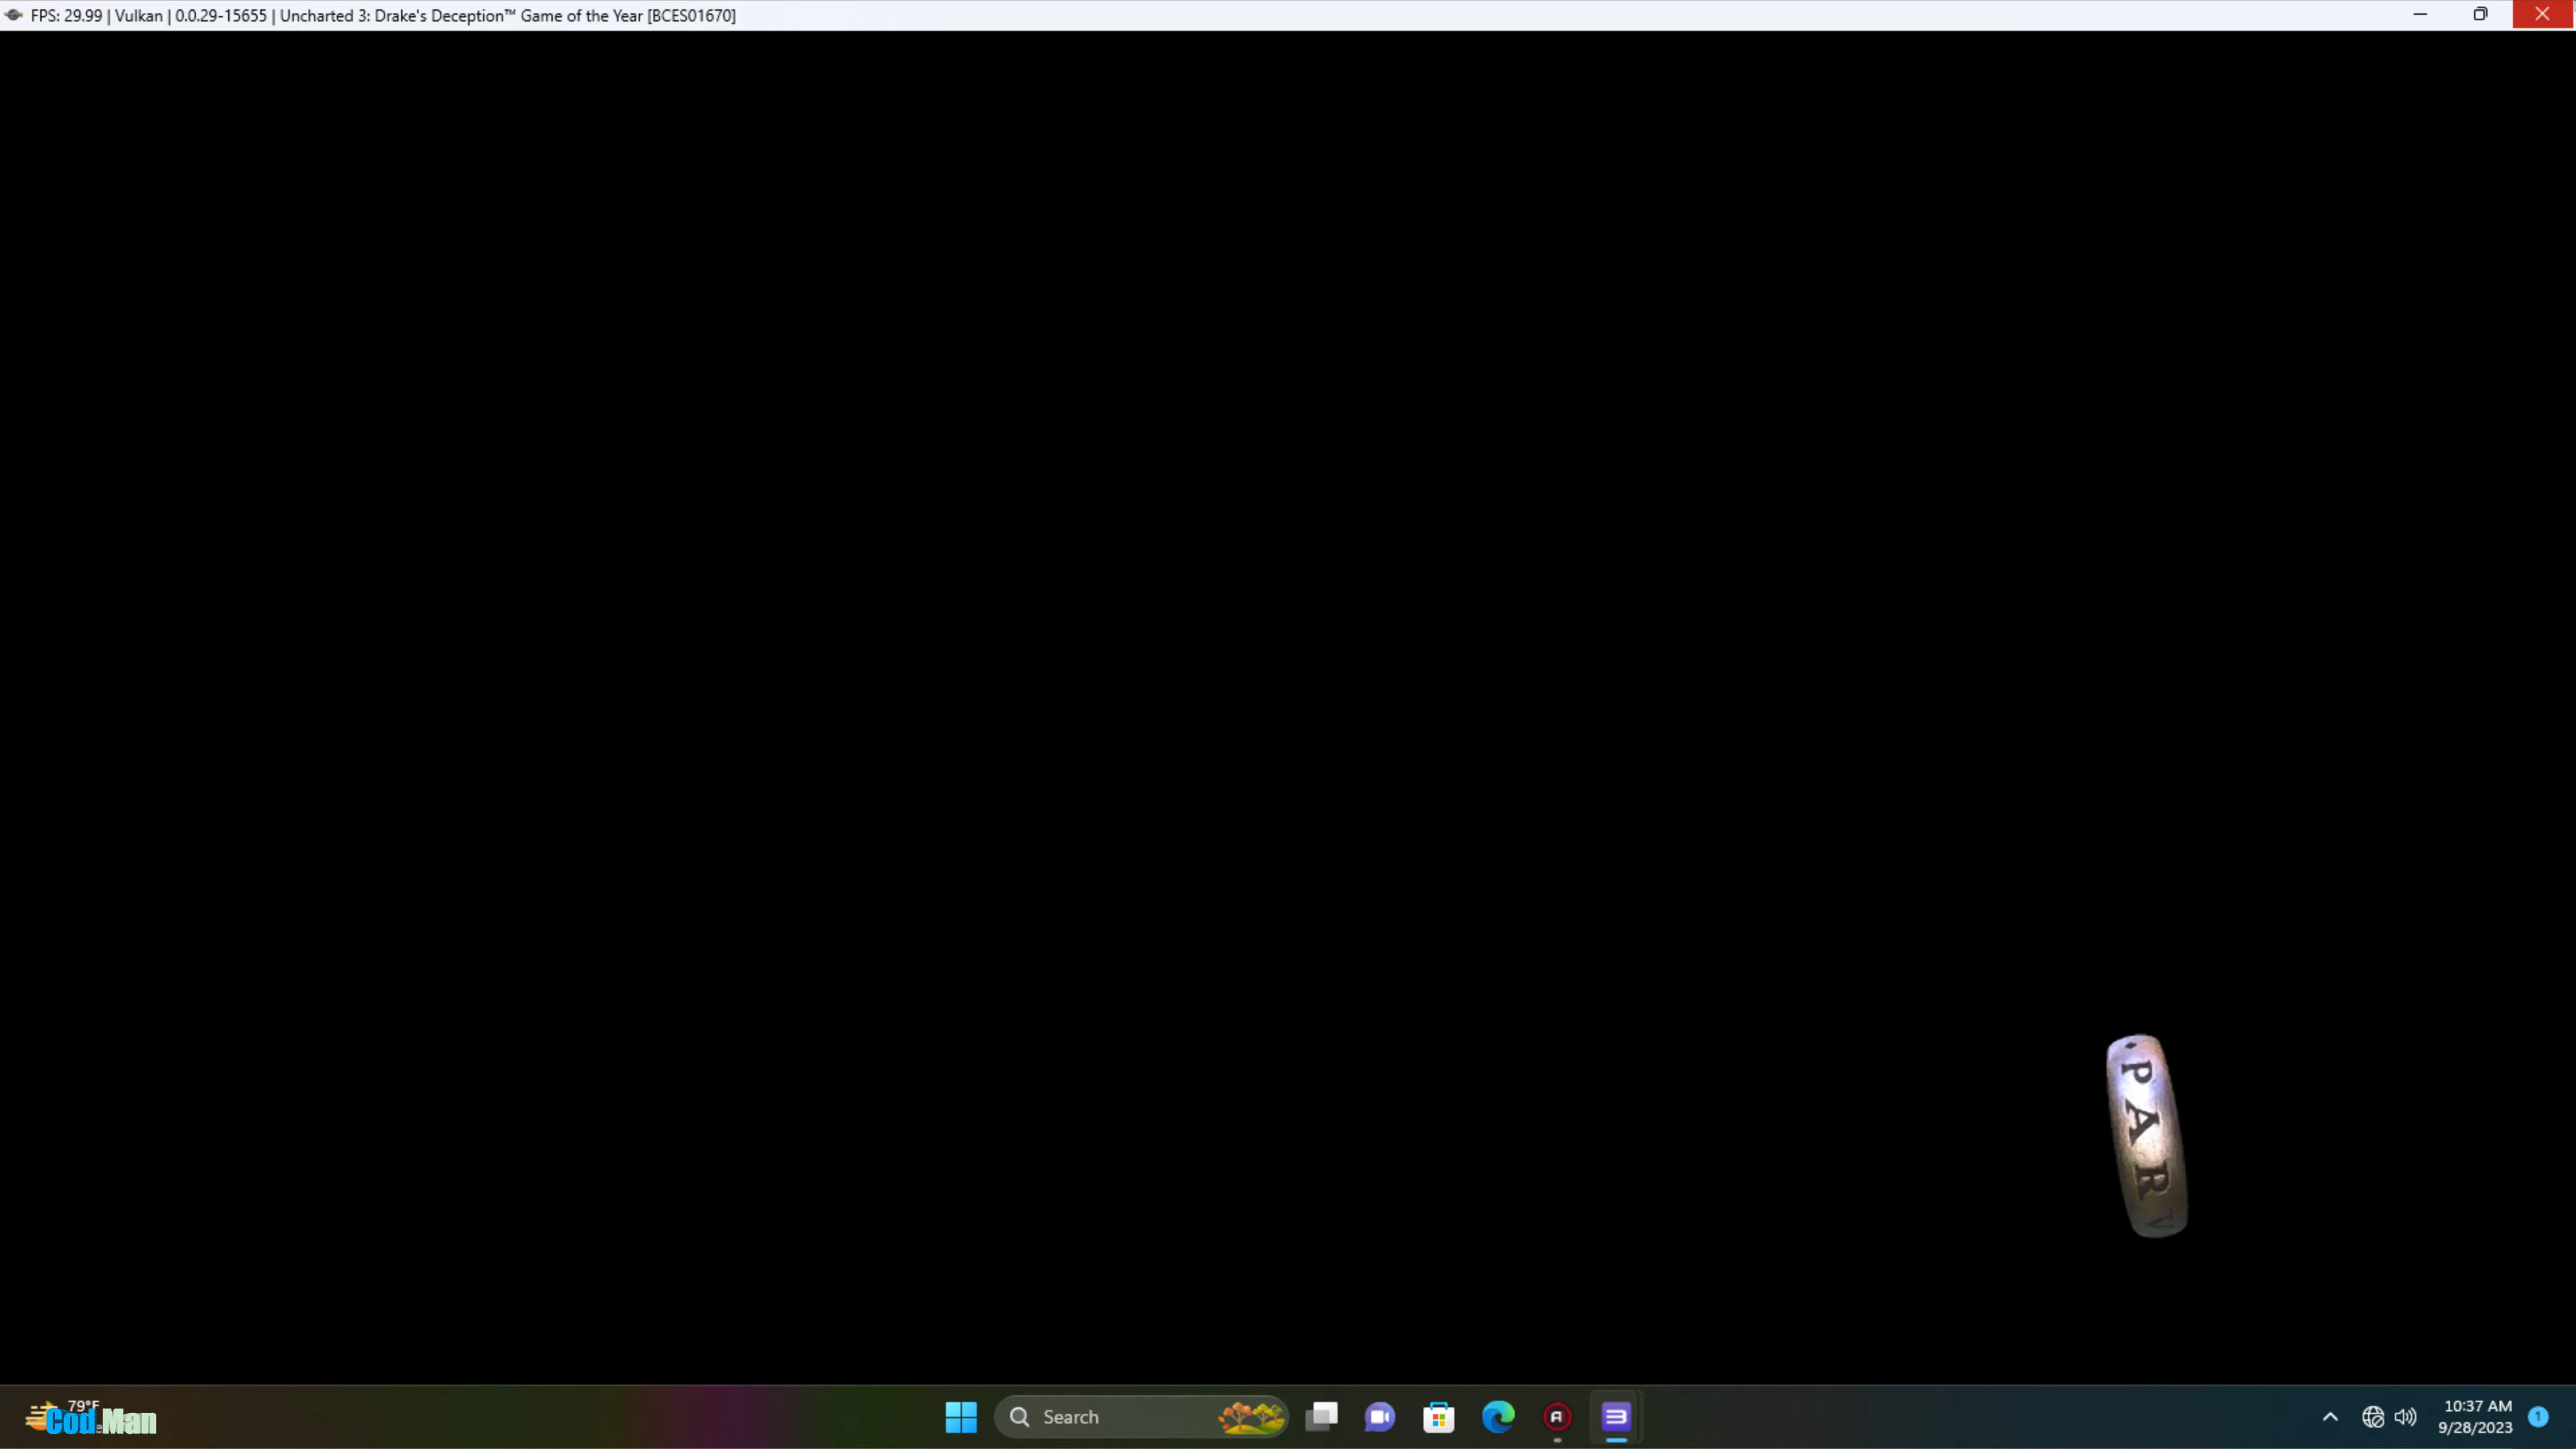 FPS: 29.99 | Vulkan | 0.0.29-15655 | Uncharted 3: Drake's Deception™ Game of the Year [BCES01670]
PAR
79°F
CodeMan
Search
10:37 AM
9/28/2023
1